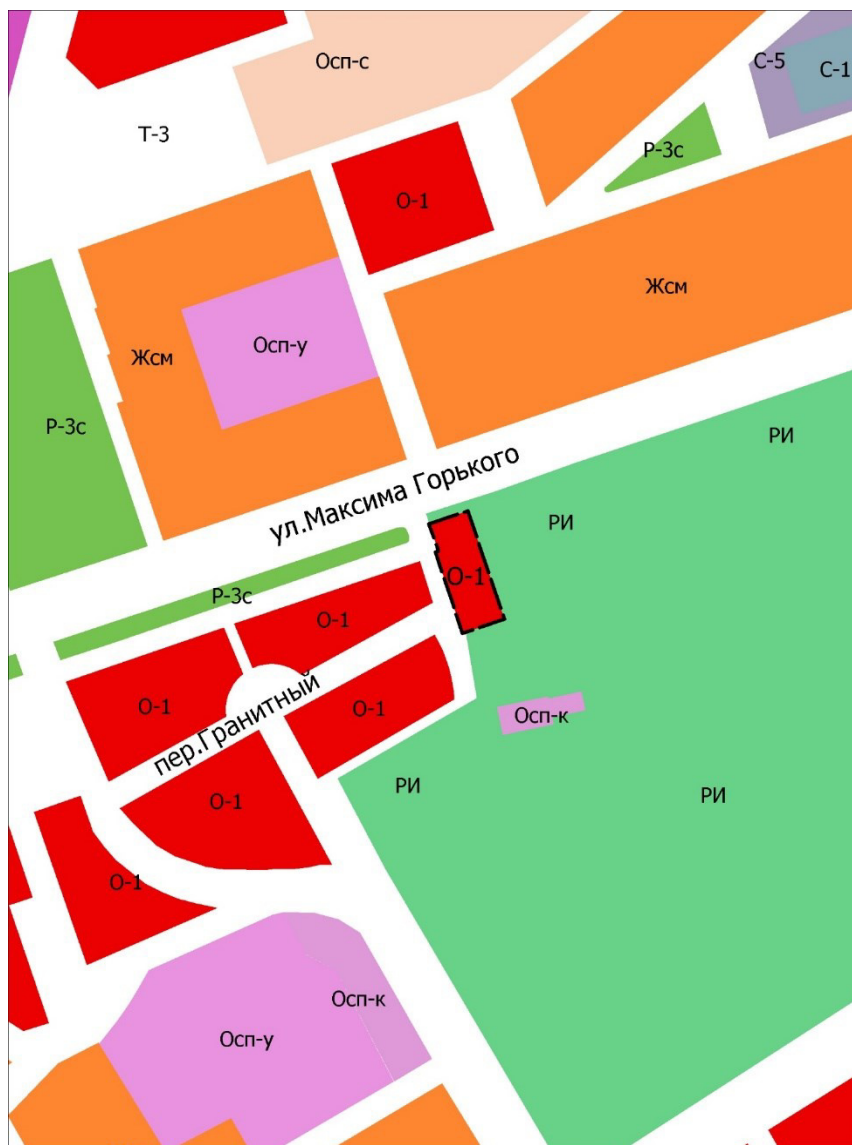 Осп-с
С-5
С-1
Т-3
Р-3с
О-1
Жсм
Осп-у
Жсм
Р-3с
РИ
ул.Максима Горького
РИ
О-1
Р-3с
О-1
О-1
О-1
Осп-к
пер.Гранитный
РИ
РИ
О-1
О-1
Осп-к
Осп-у